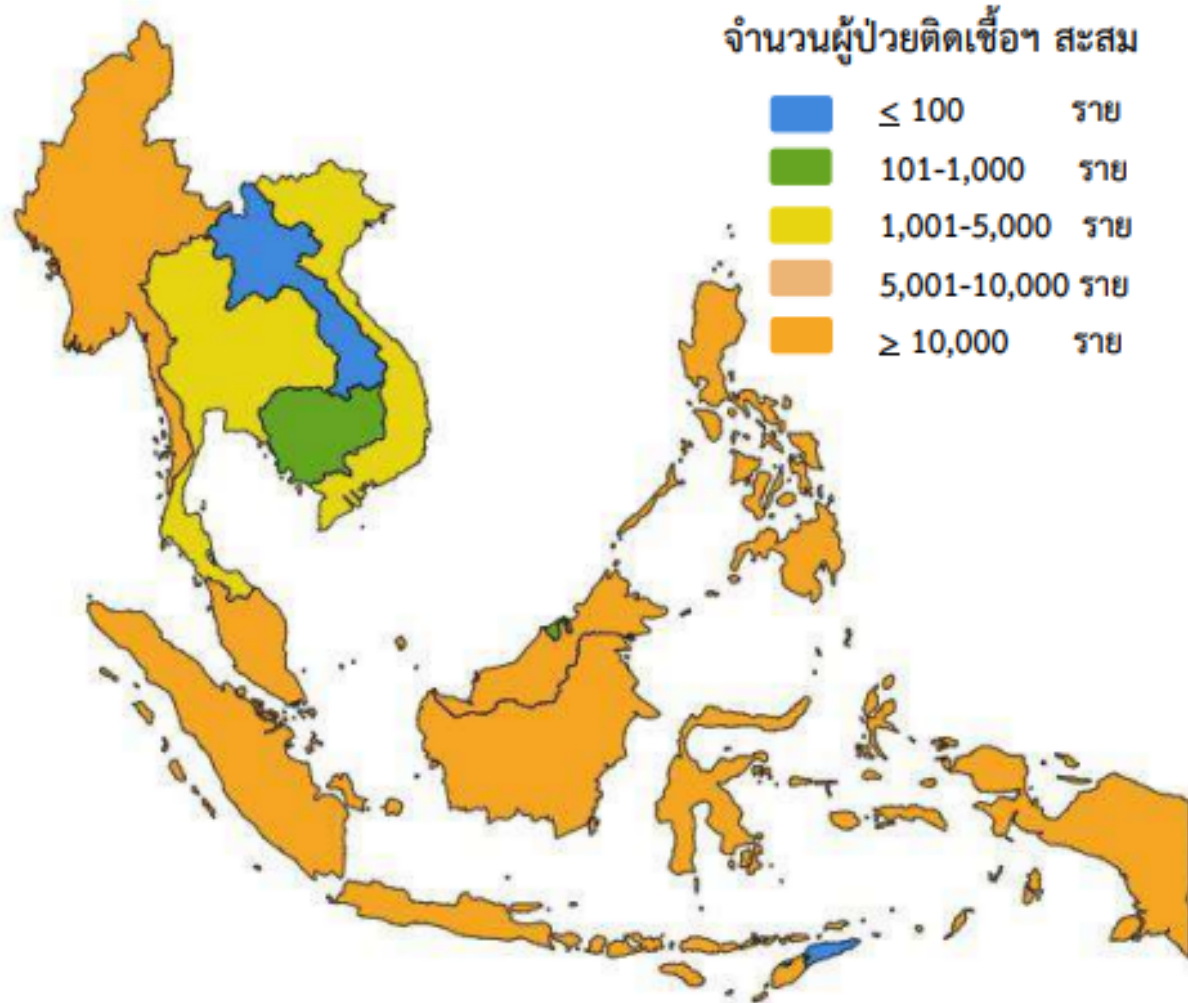 จำนวนผู้ป่วยติดเชื้อฯ สะสม
≤ 100 ราย
101-1,000 ราย
1,001-5,000 ราย
5,001-10,000 ราย
≥ 10,000 ราย